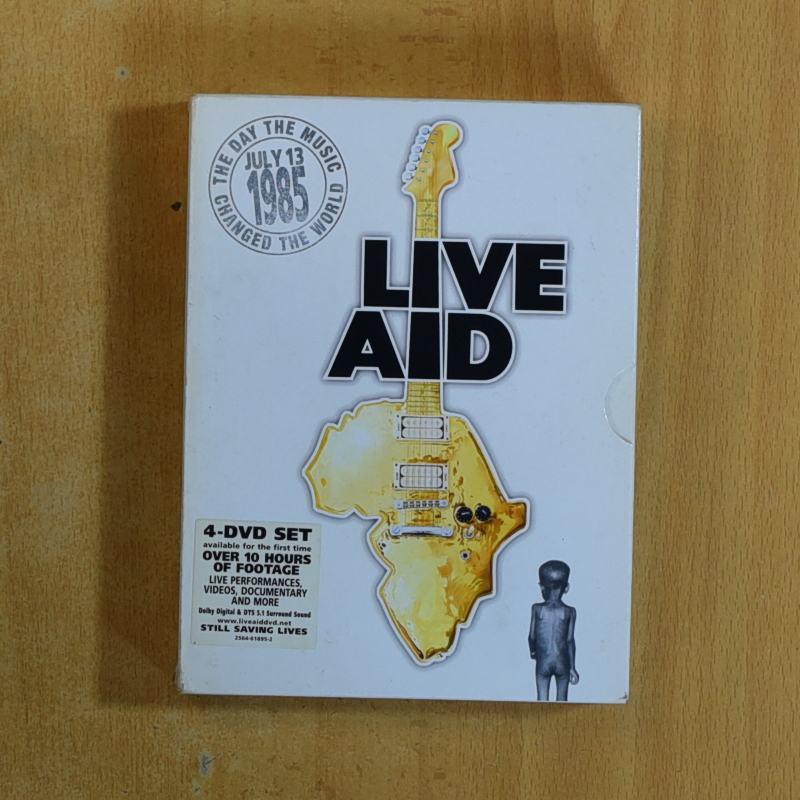 THE DAY THE MUSIC
JULY 13
1985
CHANGED THE WORLD
LIVE
AID
4-DVD SET
available for the first time
OVER 10 HOURS
OF FOOTAGE
LIVE PERFORMANCES,
VIDEOS, DOCUMENTARY
AND MORE
Dolby Digital & DTS 5.1 Surround Sound
www.liveaiddvd.net
STILL SAVING LIVES
2564-61895-2